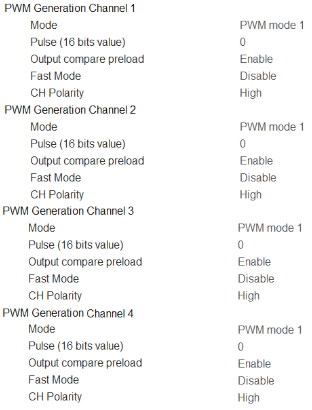 PWM Generation Channel 1
Mode PWM mode 1
Pulse (16 bits value) 0
Output compare preload Enable
Fast Mode Disable
CH Polarity High
PWM Generation Channel 2
Mode PWM mode 1
Pulse (16 bits value) 0
Output compare preload Enable
Fast Mode Disable
CH Polarity High
PWM Generation Channel 3
Mode PWM mode 1
Pulse (16 bits value) 0
Output compare preload Enable
Fast Mode Disable
CH Polarity High
PWM Generation Channel 4
Mode PWM mode 1
Pulse (16 bits value) 0
Output compare preload Enable
Fast Mode Disable
CH Polarity High